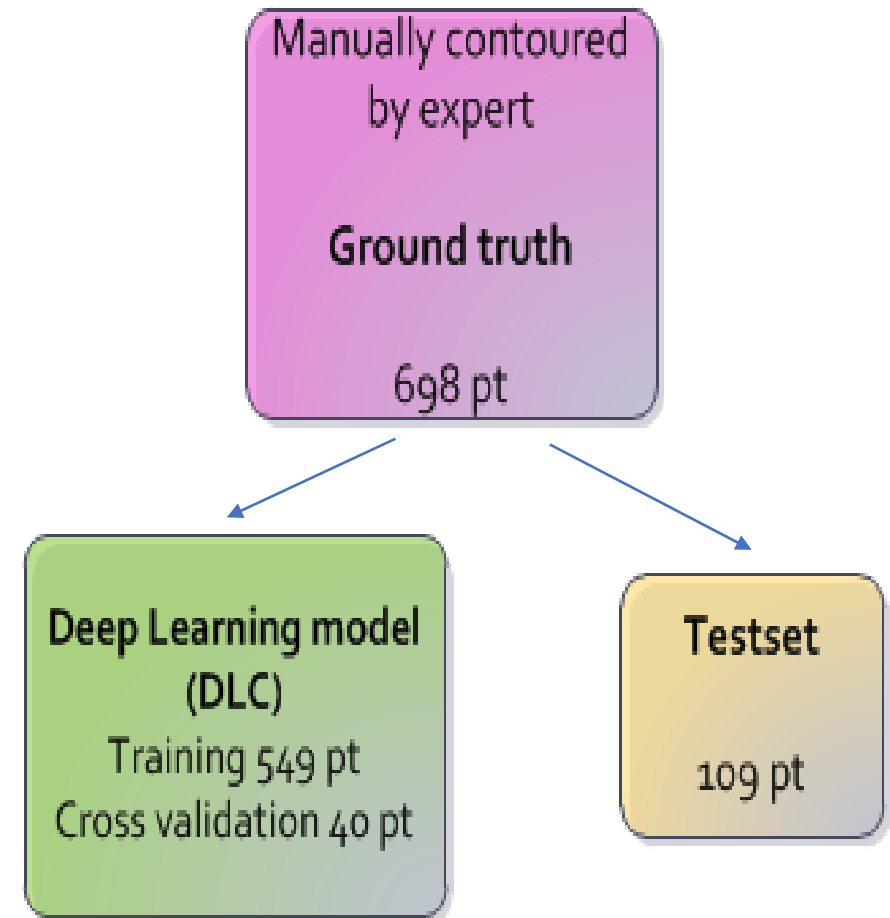 Manually contoured
by expert
Ground truth
698 pt
Deep Learning model
(DLC)
Training 549 pt
Cross validation 40 pt
Testset
109 pt